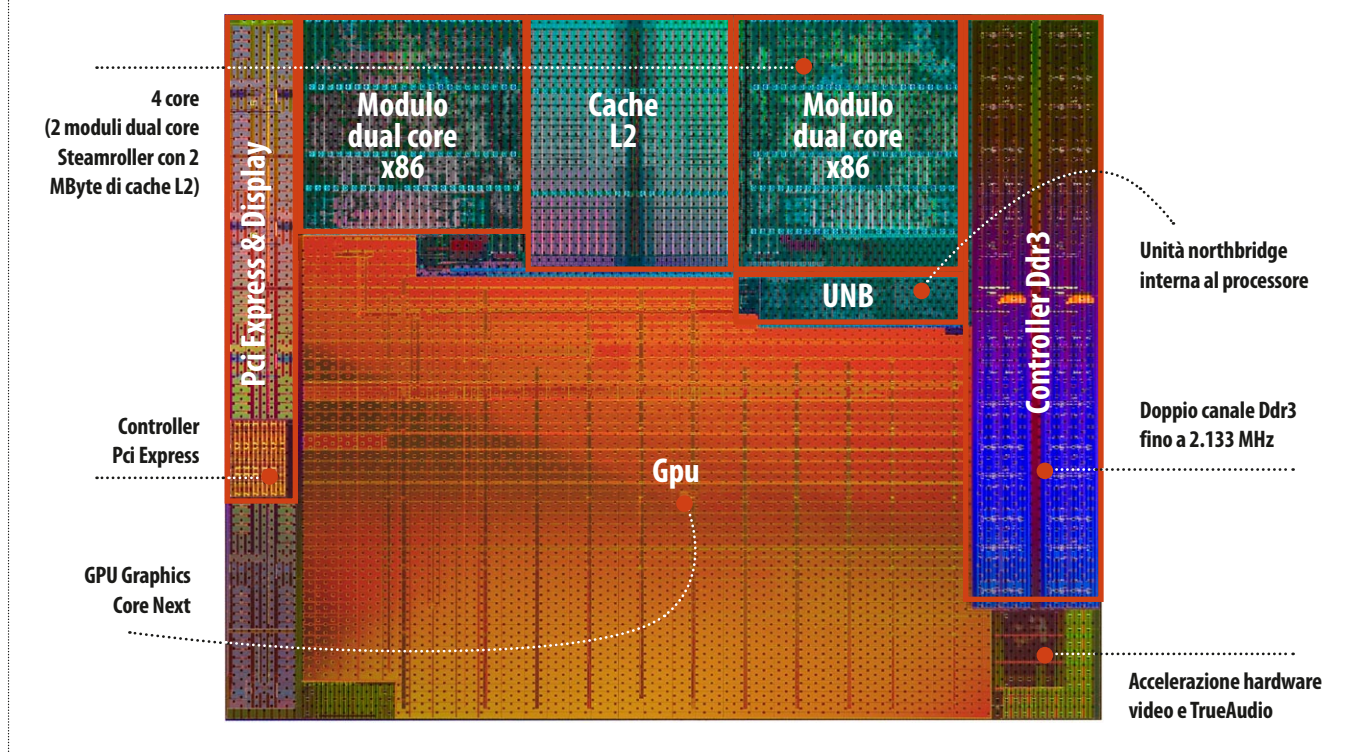 4 core
(2 moduli dual core
Steamroller con 2
MByte di cache L2)
Controller
Pci Express
GPU Graphics
Core Next
Pci Express & Display
Modulo
dual core
x86
Cache
L2
Modulo
dual core
x86
UNB
Gpu
Controller Ddr3
Unità northbridge
interna al processore
Doppio canale Ddr3
fino a 2.133 MHz
Accelerazione hardware
video e TrueAudio